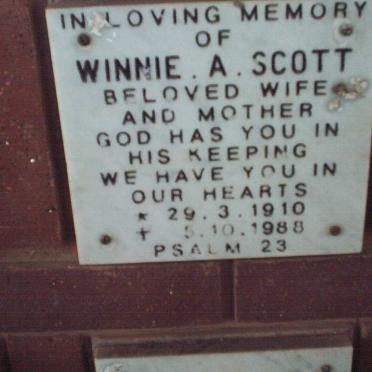 IN LOVING MEMORY
OF
WINNIE . A . SCOTT
BELOVED WIFE
AND MOTHER
GOD HAS YOU IN
HIS KEEPING
WE HAVE YOU IN
OUR HEARTS
* 29.3.1910
† 5.10.1988
PSALM 23